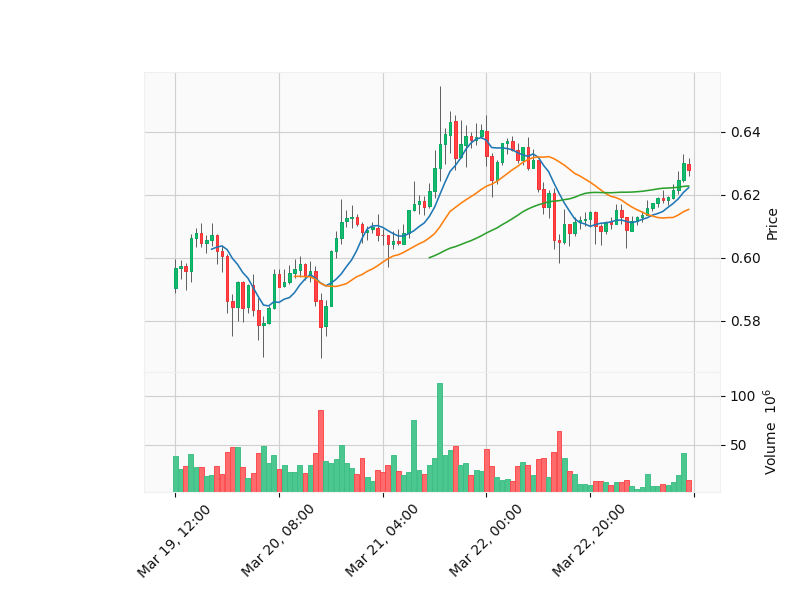 0.64
0.62
0.60
0.58
Price
100
50
Volume 10^6
Mar 19, 12:00
Mar 20, 08:00
Mar 21, 04:00
Mar 22, 00:00
Mar 22, 20:00